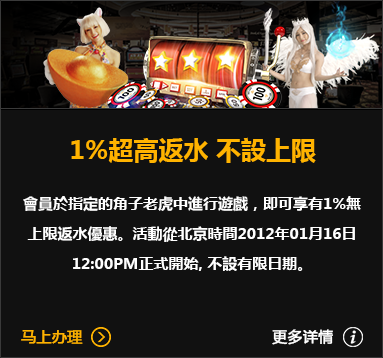 1%超高返水 不設上限
會員於指定的角子老虎中進行遊戲，即可享有1%無
上限返水優惠。活動從北京時間2012年01月16日
12:00PM正式開始, 不設有限日期。
马上办理
更多详情
100
100